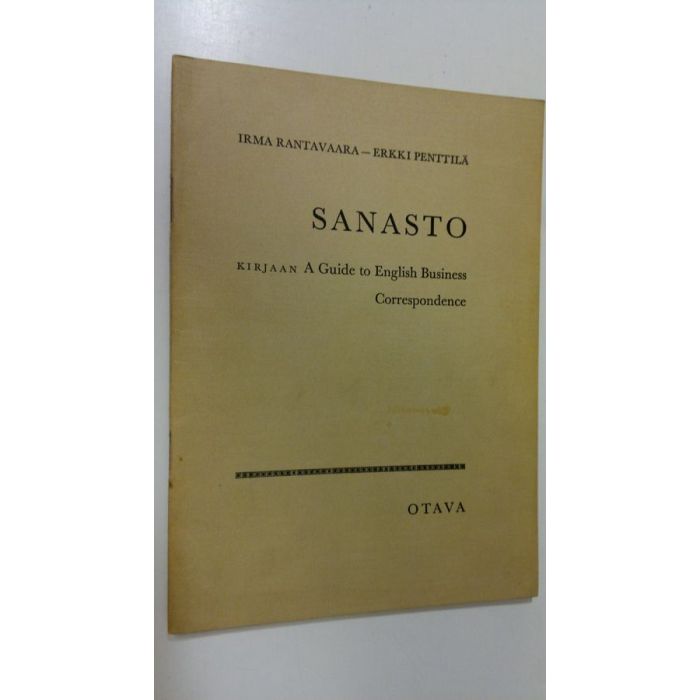 IRMA RANTAVAARA – ERKKI PENTTILÄ
SANASTO
KIRJAAN A Guide to English Business
Correspondence
OTAVA